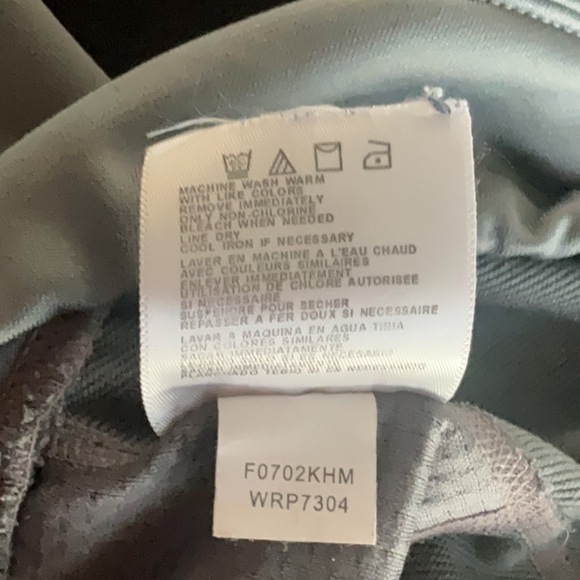 MACHINE WASH WARM
WITH LIKE COLORS
REMOVE IMMEDIATELY
ONLY NON-CHLORINE
BLEACH WHEN NEEDED
LINE DRY
COOL IRON IF NECESSARY
LAVER EN MACHINE A L'EAU CHAUD
AVEC COULEURS SIMILAIRES
ENLEVER IMMEDIATEMENT
UTILISATION DE CHLORE AUTORISEE
SI NECESSAIRE
SUSPENDRE POUR SECHER
REPASSER A FER DOUX SI NECESSAIRE
LAVAR A MAQUINA EN AGUA TIBIA
CON COLORES SIMILARES
F0702KHM
WRP7304